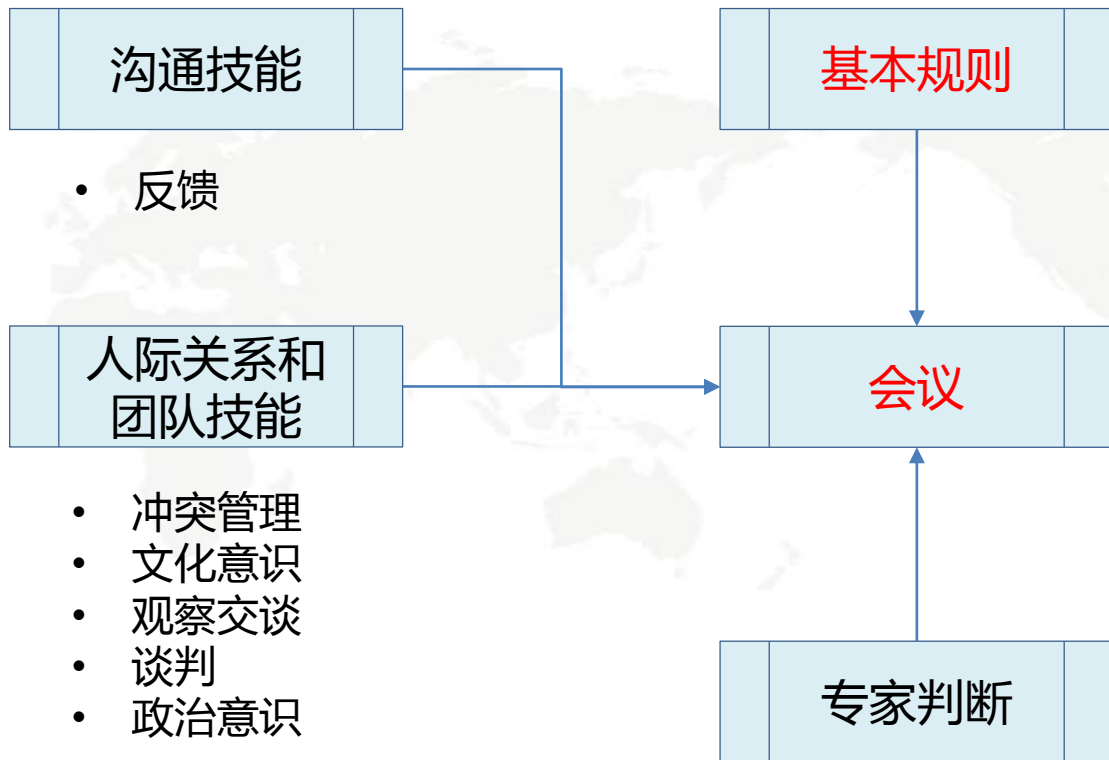 沟通技能
基本规则
• 反馈
人际关系和
团队技能
会议
• 冲突管理
• 文化意识
• 观察交谈
• 谈判
• 政治意识
专家判断